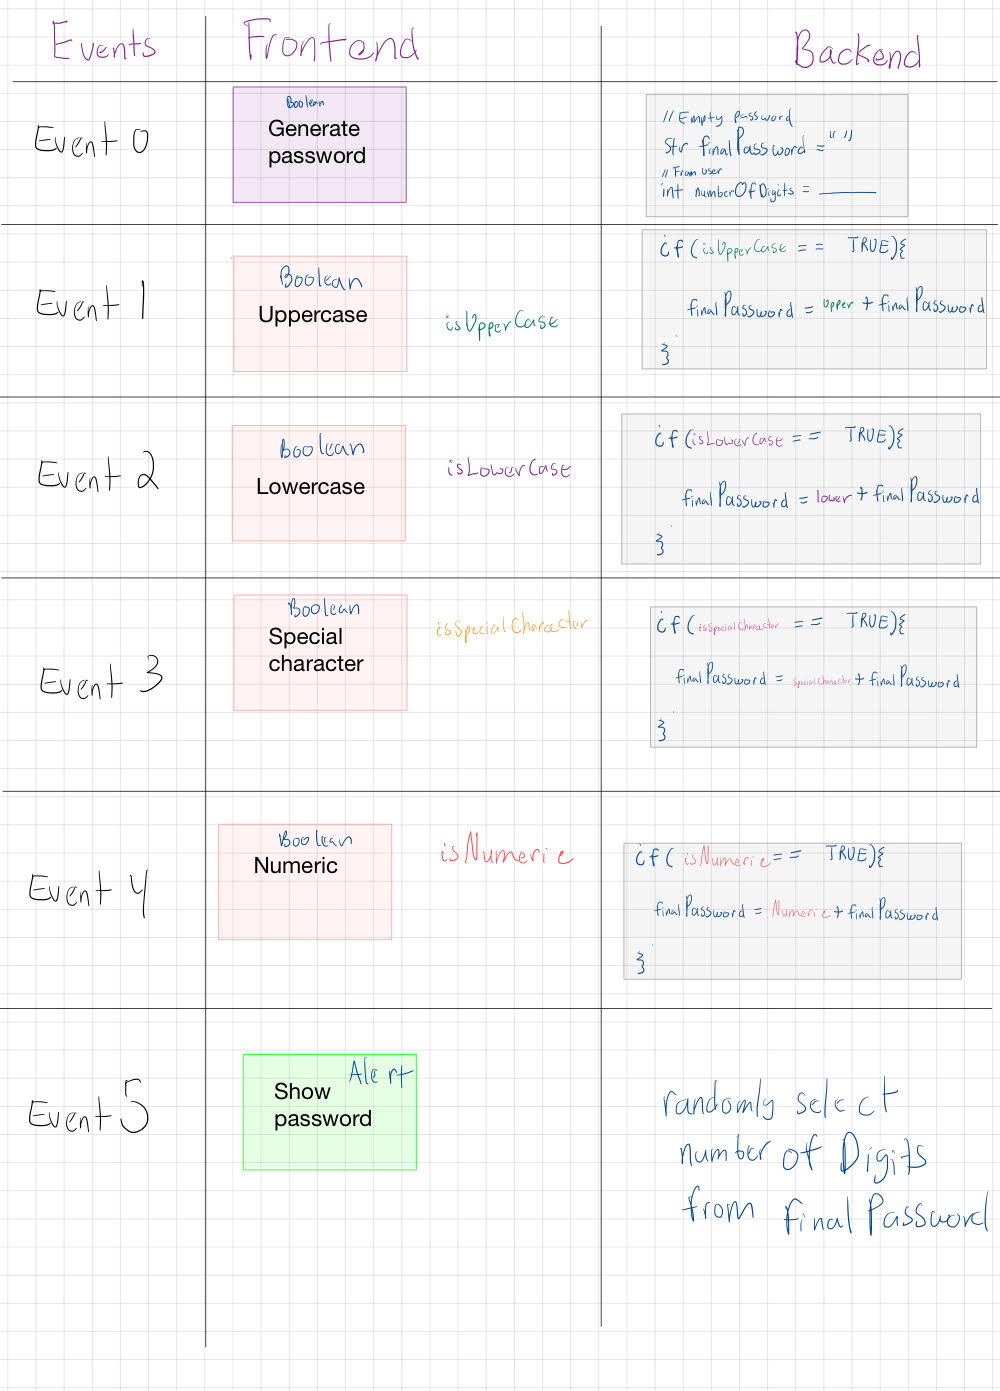 Events Frontend Backend
Event 0
Boolean
Generate
password
// Empty password
Str finalPassword = " "
// From user
int numberOfDigits = ______
Event 1
Boolean
Uppercase
isUpperCase
if (isUpperCase == TRUE){
finalPassword = upper + finalPassword
}
Event 2
Boolean
Lowercase
isLowerCase
if (isLowerCase == TRUE){
finalPassword = lower + finalPassword
}
Event 3
Boolean
Special
character
isSpecialCharacter
if (isSpecialCharacter == TRUE){
finalPassword = SpecialCharacter + finalPassword
}
Event 4
Boolean
Numeric
isNumeric
if ( isNumeric == TRUE){
finalPassword = Numeric + finalPassword
}
Event 5
Alert
Show
password
randomly select
number of Digits
from final Password